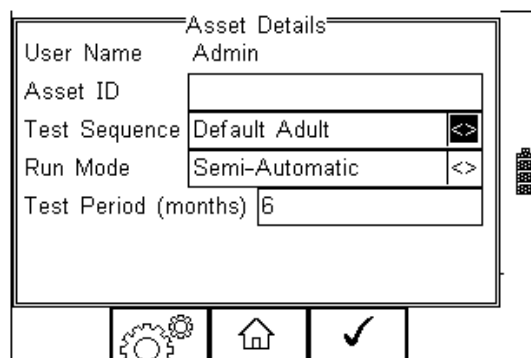 Asset Details
User Name Admin
Asset ID
Test Sequence Default Adult <>
Run Mode Semi-Automatic <>
Test Period (months) 6